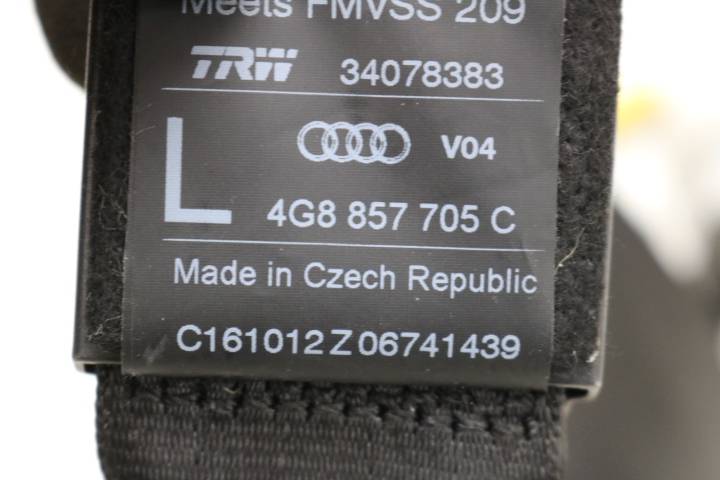 Meets FMVSS 209
TRW 34078383
L
V04
4G8 857 705 C
Made in Czech Republic
C161012Z06741439